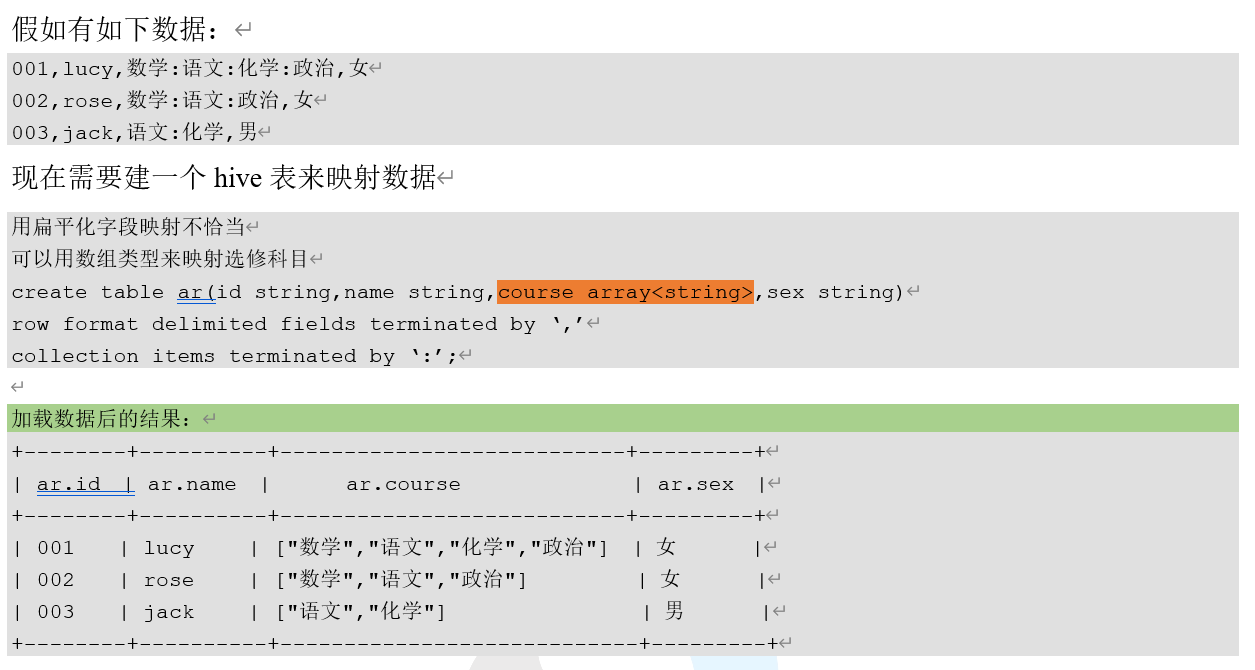 假如有如下数据：
001,lucy,数学:语文:化学:政治,女
002,rose,数学:语文:政治,女
003,jack,语文:化学,男
现在需要建一个 hive 表来映射数据
用扁平化字段映射不恰当
可以用数组类型来映射选修科目
create table ar(id string,name string,course array<string>,sex string)
row format delimited fields terminated by ‘,’
collection items terminated by ‘:’;
加载数据后的结果：
+--------+----------+---------------------------+---------+
| ar.id  | ar.name  |      ar.course             | ar.sex  |
+--------+----------+---------------------------+---------+
| 001    | lucy     | ["数学","语文","化学","政治"]  | 女      |
| 002    | rose     | ["数学","语文","政治"]         | 女      |
| 003    | jack     | ["语文","化学"]                | 男      |
+--------+----------+----------------------------+---------+